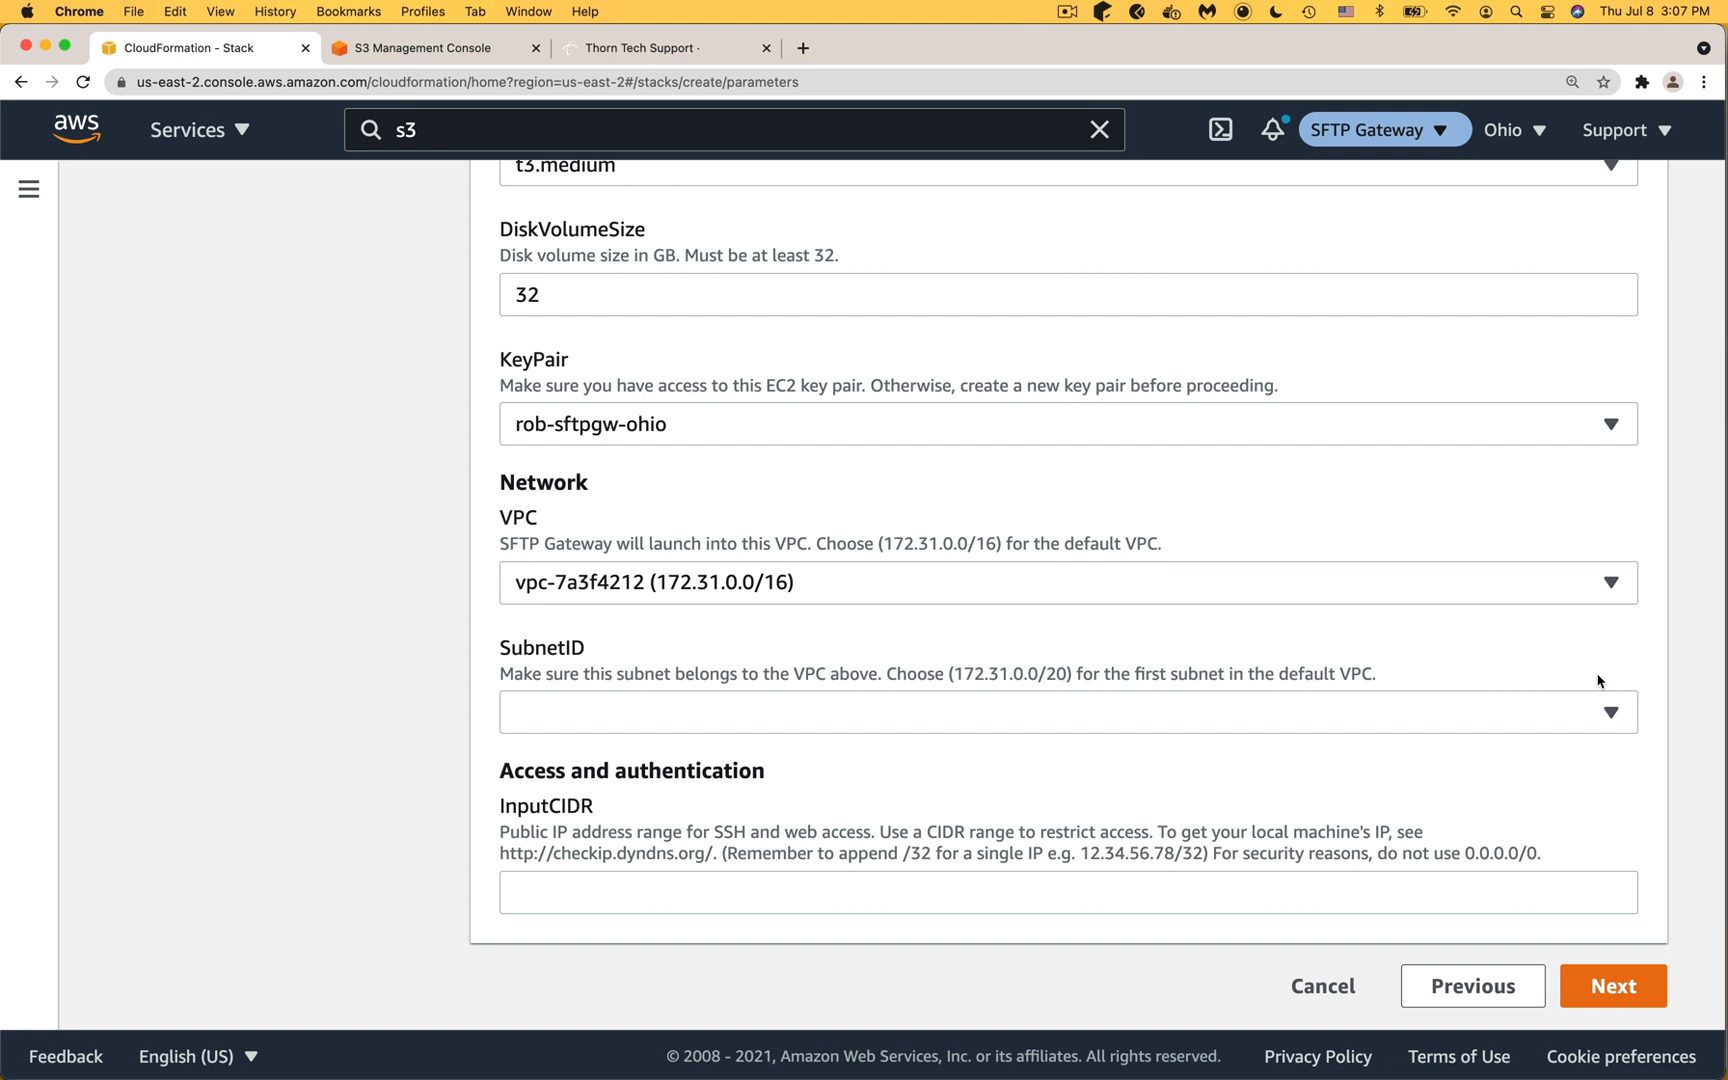 Chrome File Edit View History Bookmarks Profiles Tab Window Help Thu Jul 8 3:07 PM
CloudFormation - Stack S3 Management Console Thorn Tech Support ·
us-east-2.console.aws.amazon.com/cloudformation/home?region=us-east-2#/stacks/create/parameters
aws Services s3 SFTP Gateway Ohio Support
t3.medium
DiskVolumeSize
Disk volume size in GB. Must be at least 32.
32
KeyPair
Make sure you have access to this EC2 key pair. Otherwise, create a new key pair before proceeding.
rob-sftpgw-ohio
Network
VPC
SFTP Gateway will launch into this VPC. Choose (172.31.0.0/16) for the default VPC.
vpc-7a3f4212 (172.31.0.0/16)
SubnetID
Make sure this subnet belongs to the VPC above. Choose (172.31.0.0/20) for the first subnet in the default VPC.
Access and authentication
InputCIDR
Public IP address range for SSH and web access. Use a CIDR range to restrict access. To get your local machine's IP, see
http://checkip.dyndns.org/. (Remember to append /32 for a single IP e.g. 12.34.56.78/32) For security reasons, do not use 0.0.0.0/0.
Cancel Previous Next
Feedback English (US) © 2008 - 2021, Amazon Web Services, Inc. or its affiliates. All rights reserved. Privacy Policy Terms of Use Cookie preferences